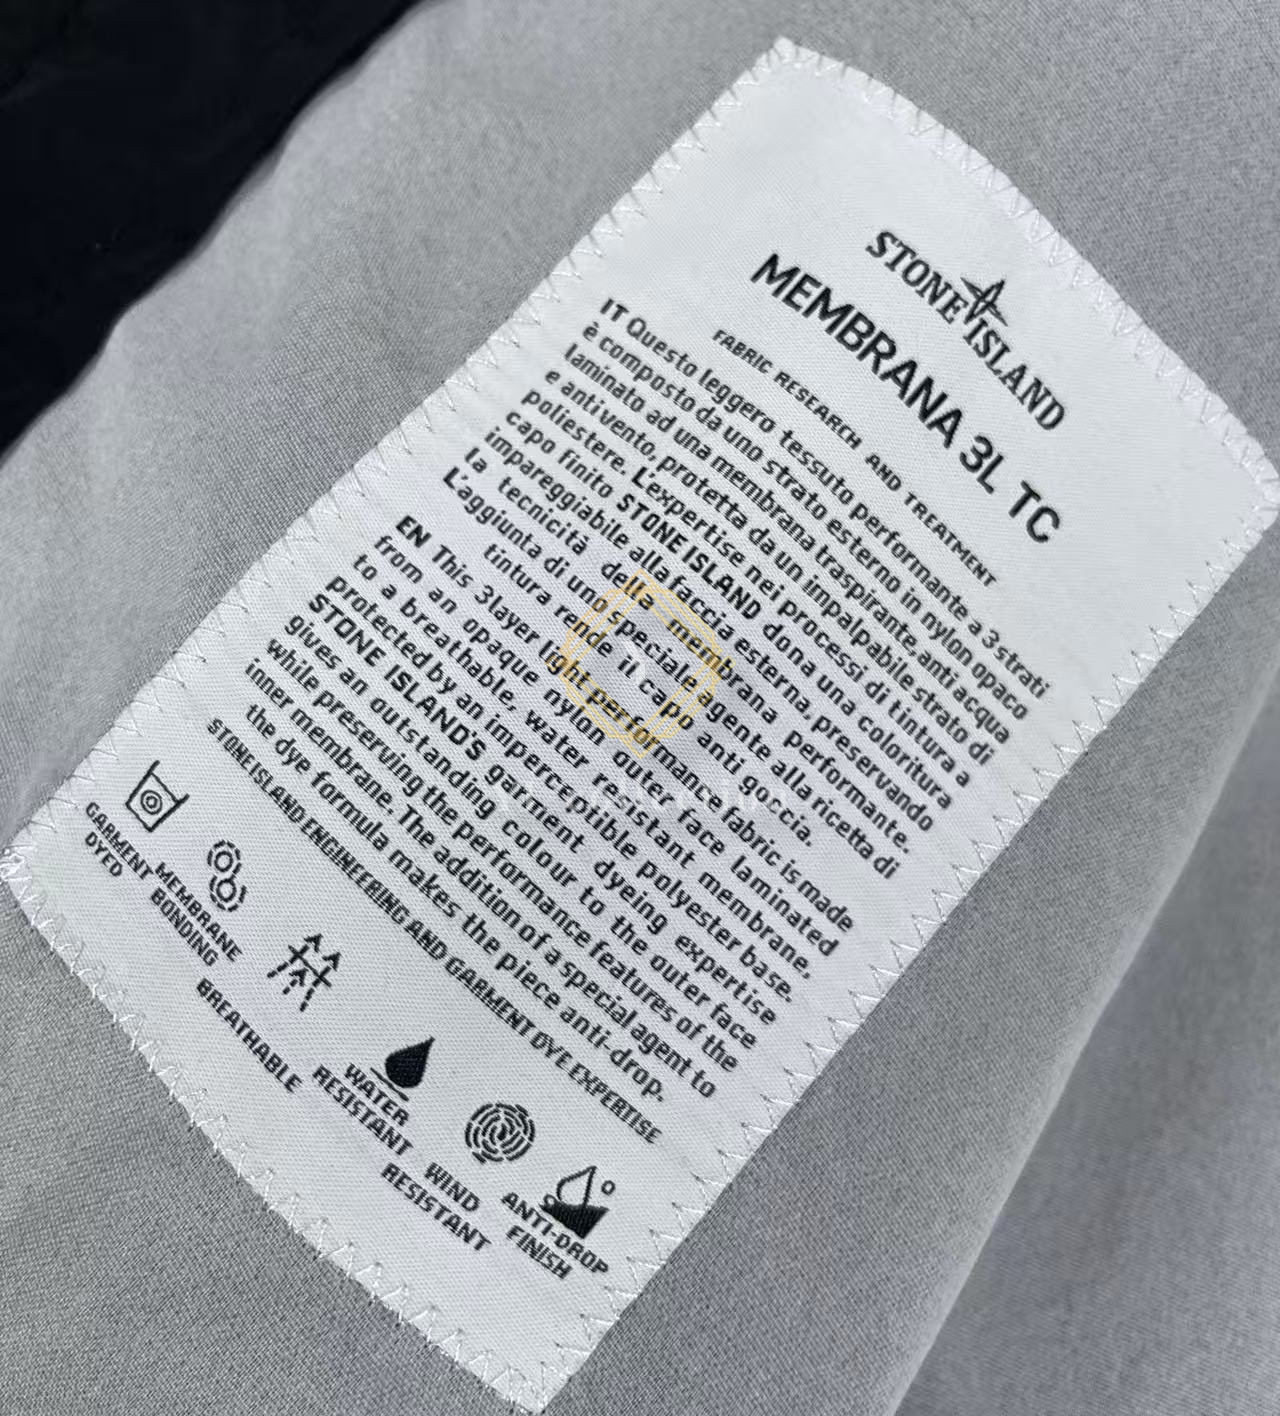 STONE ISLAND
MEMBRANA 3L TC
FABRIC RESEARCH AND TREATMENT
IT Questo leggero tessuto performante a 3 strati
è composto da uno strato esterno in nylon opaco
laminato ad una membrana traspirante, anti acqua
e antivento, protetta da un impalpabile strato di
poliestere. L'expertise nei processi di tintura a
capo finito STONE ISLAND dona una coloritura
impareggiabile alla faccia esterna, preservando
la tecnicità della membrana performante.
L'aggiunta di uno speciale agente alla ricetta di
tintura rende il capo anti goccia.
EN This 3layer light performance fabric is made
from an opaque nylon outer face laminated
to a breathable, water resistant membrane,
protected by an imperceptible polyester base.
STONE ISLAND'S garment dyeing expertise
gives an outstanding colour to the outer face
while preserving the performance features of the
inner membrane. The addition of a special agent to
the dye formula makes the piece anti-drop.
STONE ISLAND ENGINEERING AND GARMENT DYE EXPERTISE
GARMENT
DYED
MEMBRANE
BONDING
BREATHABLE
WATER
RESISTANT
WIND
RESISTANT
ANTI-DROP
FINISH